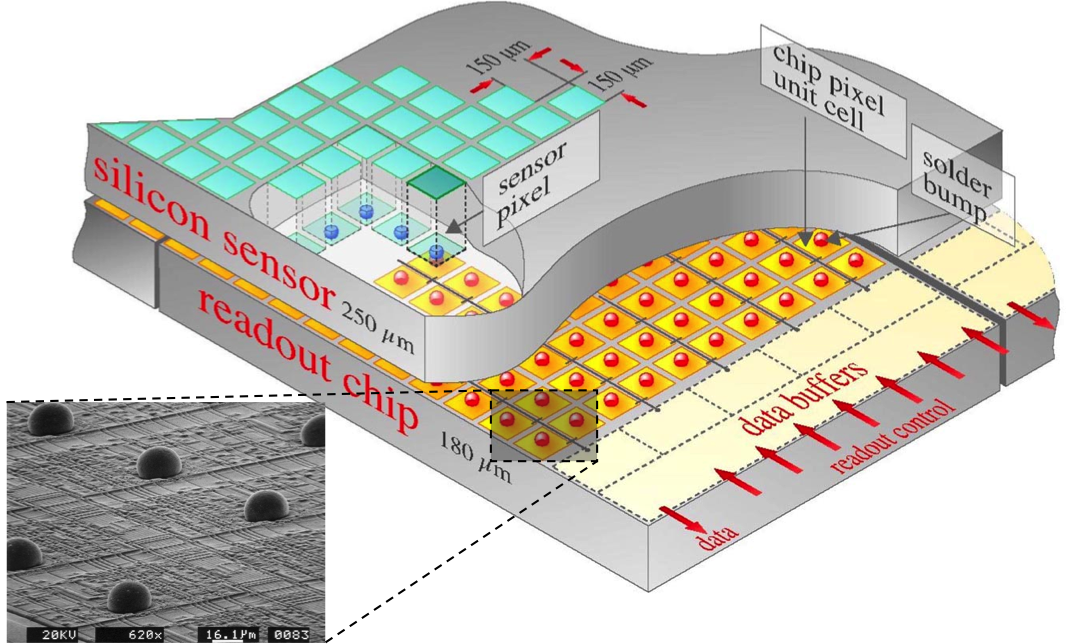 150 µm
150 µm
chip pixel
unit cell
solder
bump
sensor
pixel
silicon sensor
250 µm
readout chip
180 µm
data buffers
readout control
data
20KV 620x 16.1µm 0083